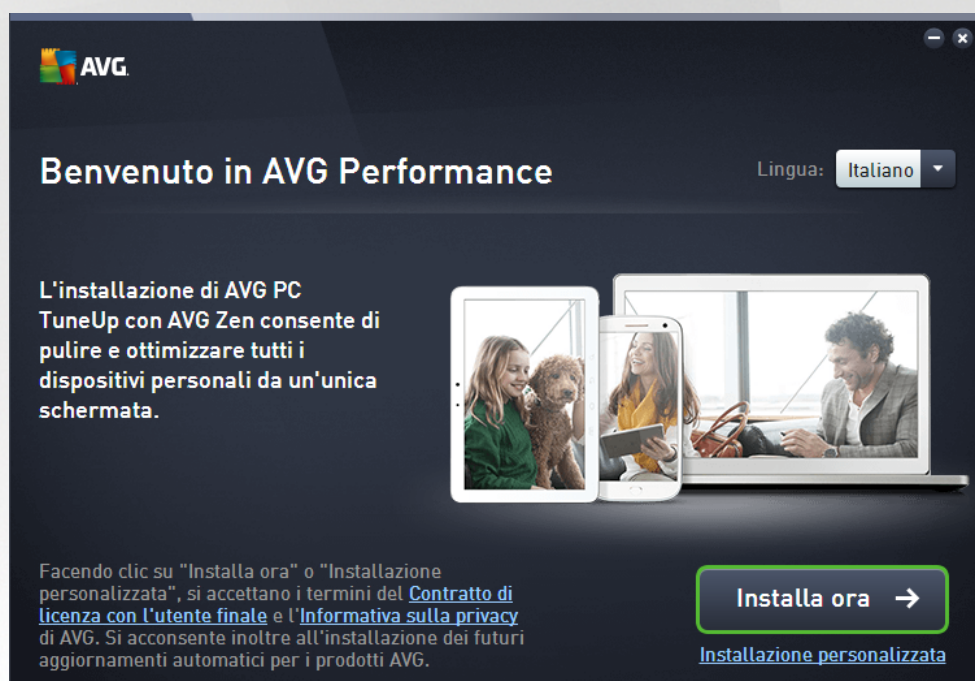 AVG.
Benvenuto in AVG Performance
Lingua:
Italiano
L'installazione di AVG PC
TuneUp con AVG Zen consente di
pulire e ottimizzare tutti i
dispositivi personali da un'unica
schermata.
Facendo clic su "Installa ora" o "Installazione
personalizzata", si accettano i termini del Contratto di
licenza con l'utente finale e l'Informativa sulla privacy
di AVG. Si acconsente inoltre all'installazione dei futuri
aggiornamenti automatici per i prodotti AVG.
Installa ora →
Installazione personalizzata